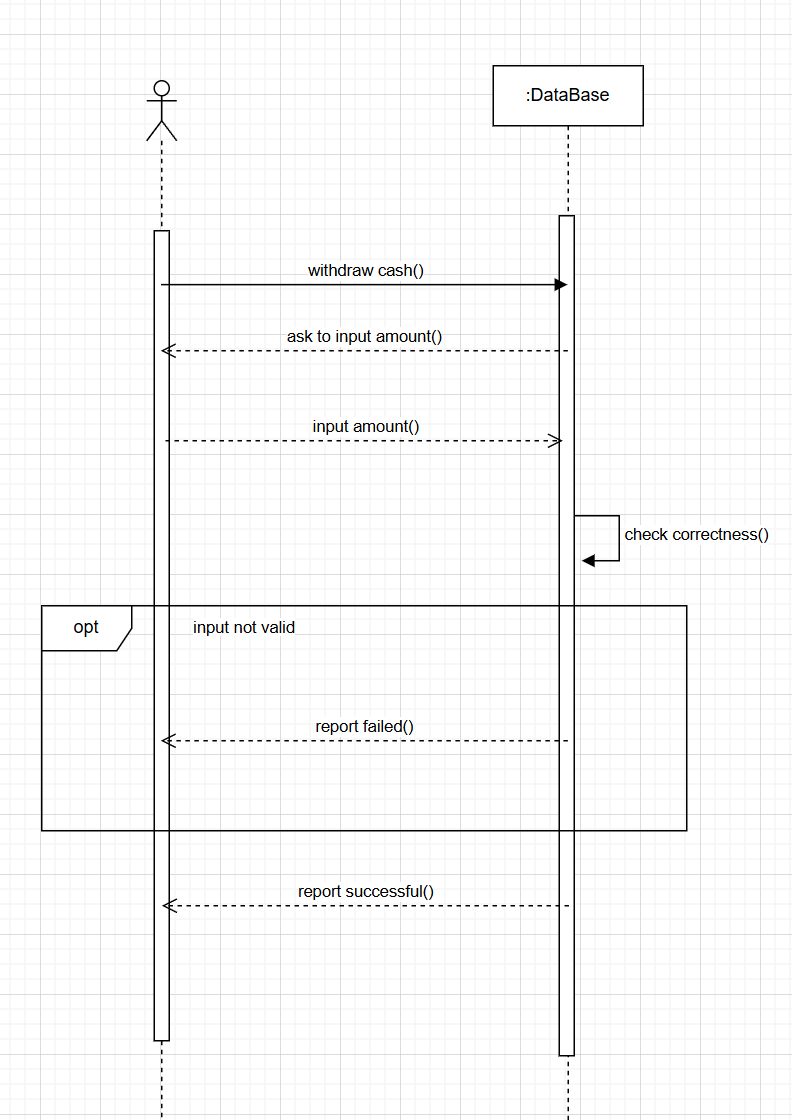 :DataBase
withdraw cash()
ask to input amount()
input amount()
check correctness()
opt
input not valid
report failed()
report successful()